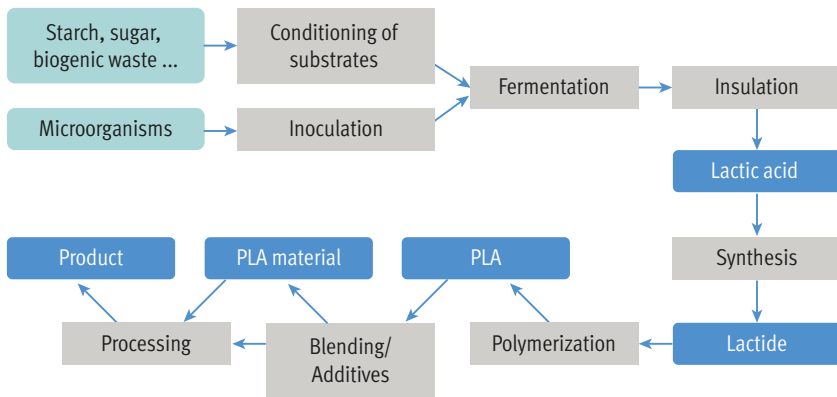 Starch, sugar,
biogenic waste ...
Conditioning of
substrates
Fermentation
Insulation
Microorganisms
Inoculation
Lactic acid
Synthesis
Product
PLA material
PLA
Processing
Blending/
Additives
Polymerization
Lactide